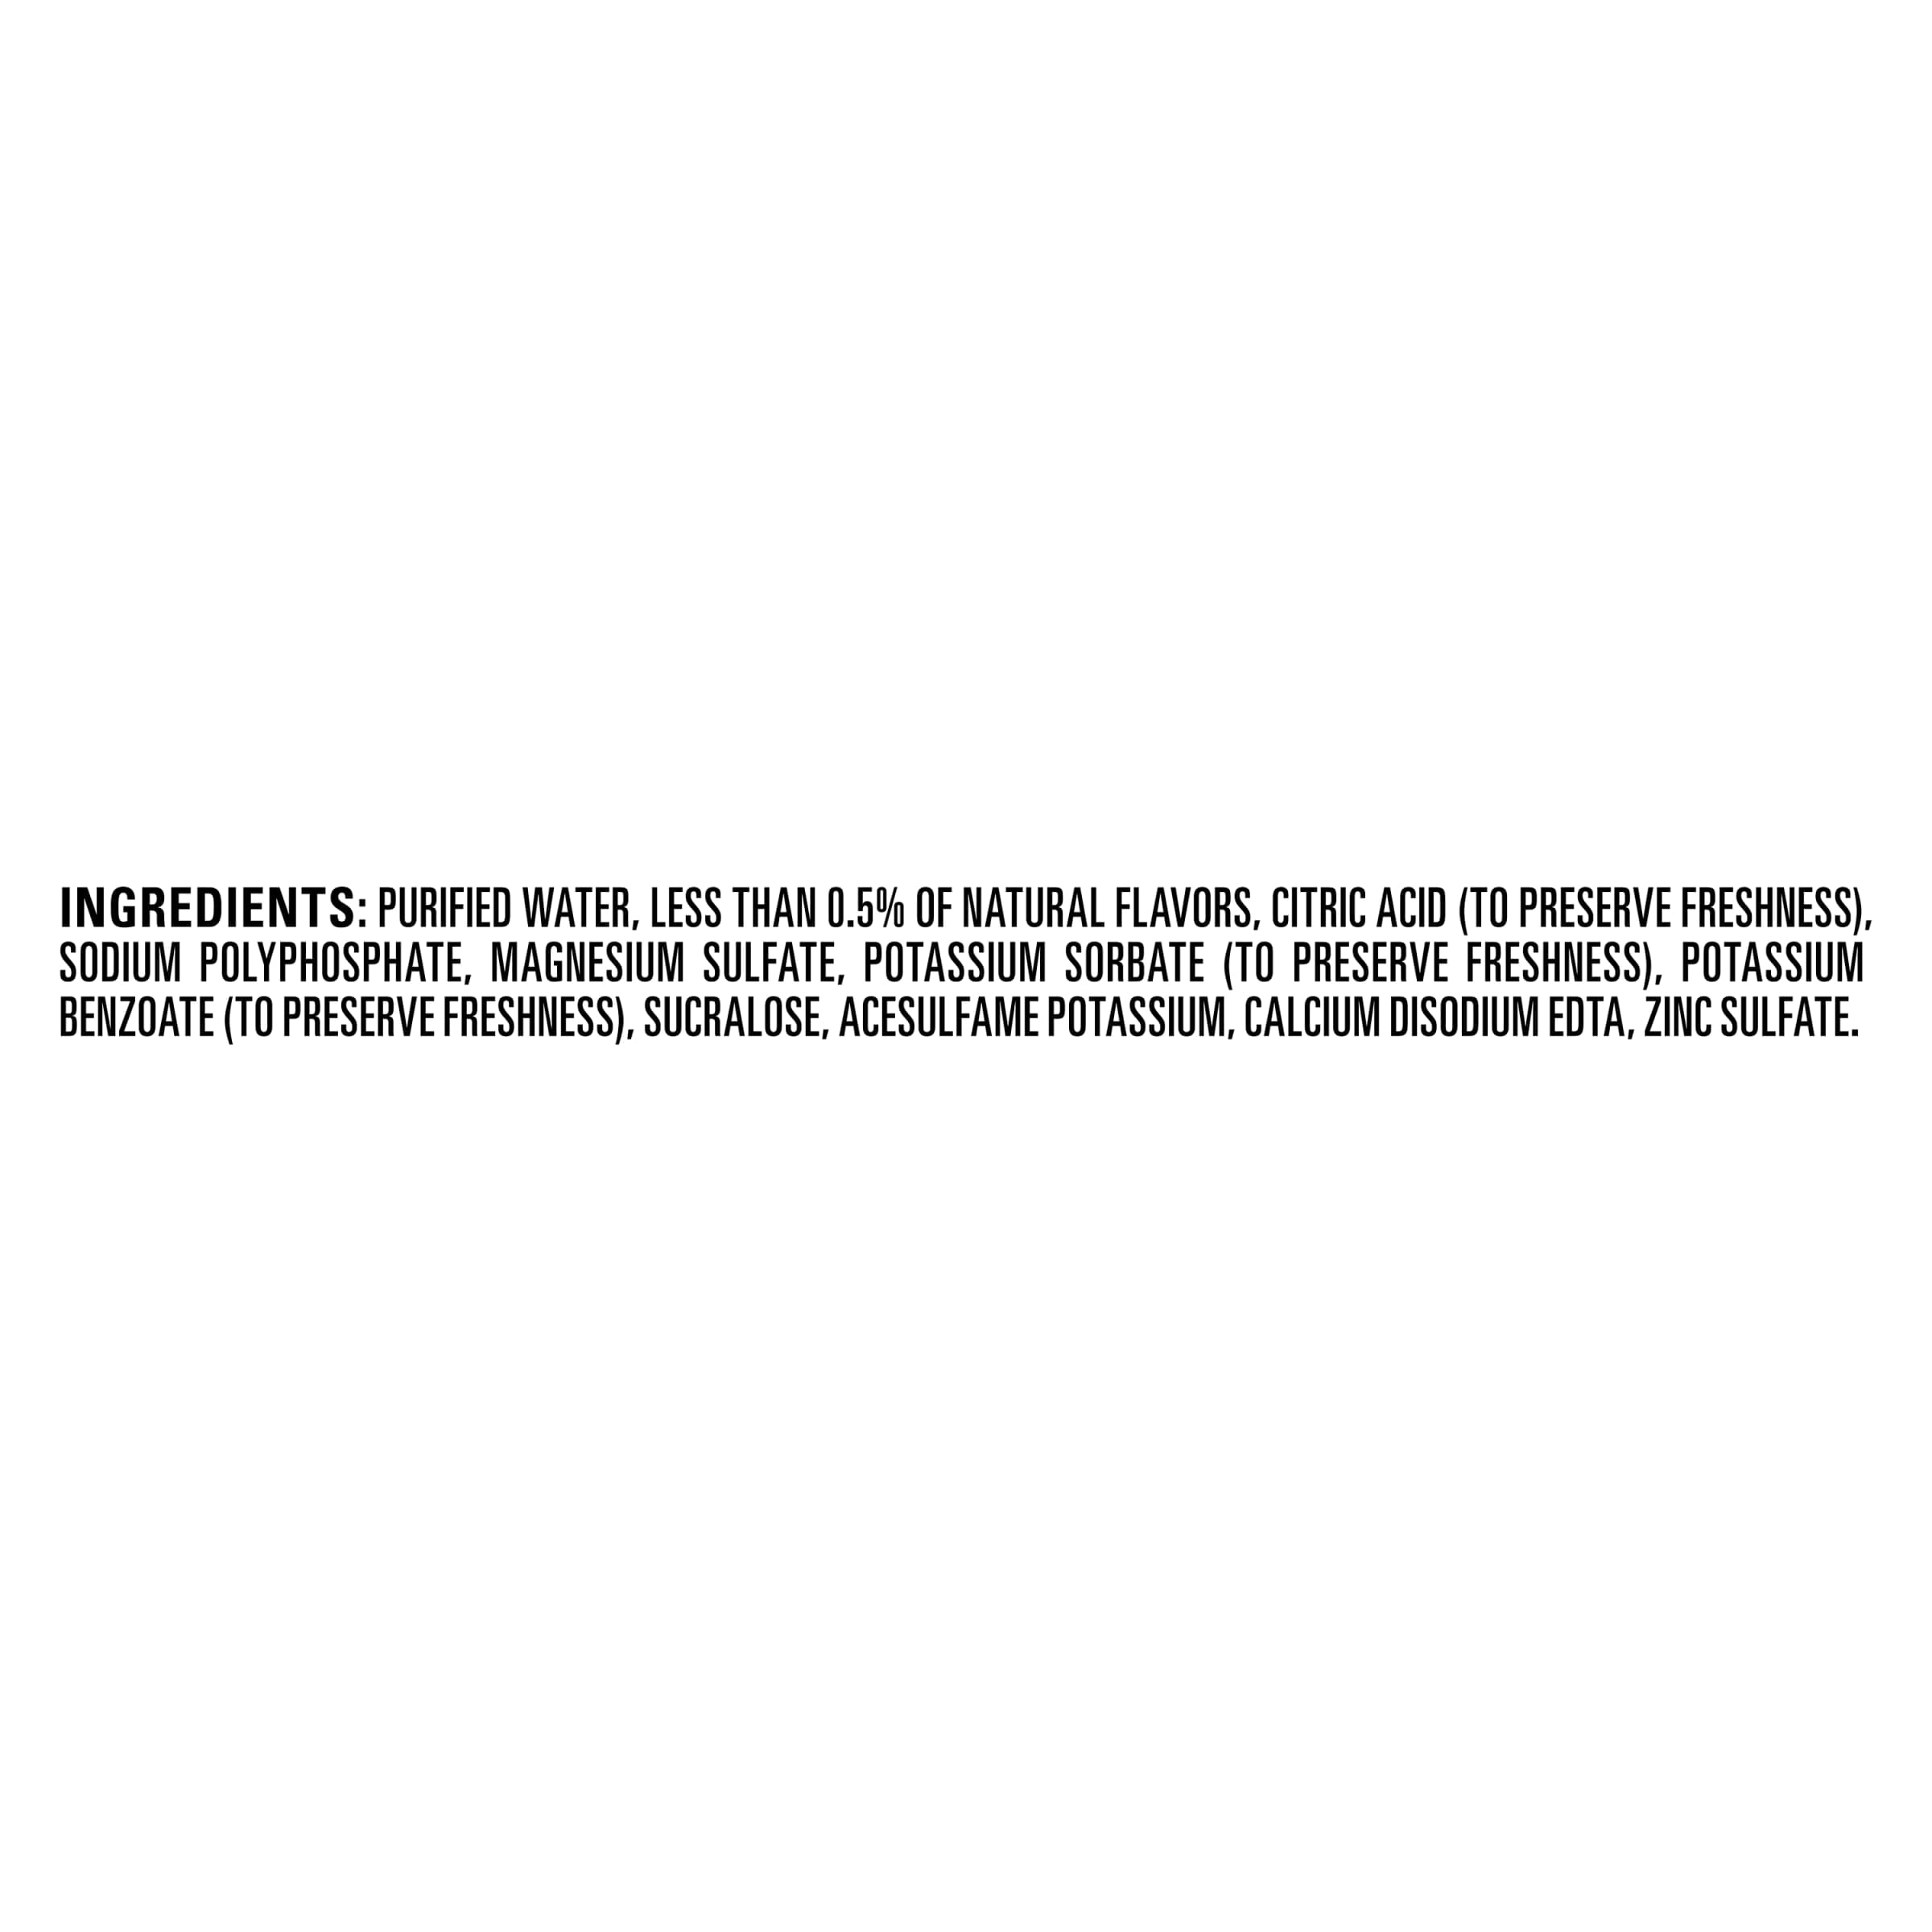 INGREDIENTS: PURIFIED WATER, LESS THAN 0.5% OF NATURAL FLAVORS, CITRIC ACID (TO PRESERVE FRESHNESS),
SODIUM POLYPHOSPHATE, MAGNESIUM SULFATE, POTASSIUM SORBATE (TO PRESERVE FRESHNESS), POTASSIUM
BENZOATE (TO PRESERVE FRESHNESS), SUCRALOSE, ACESULFAME POTASSIUM, CALCIUM DISODIUM EDTA, ZINC SULFATE.